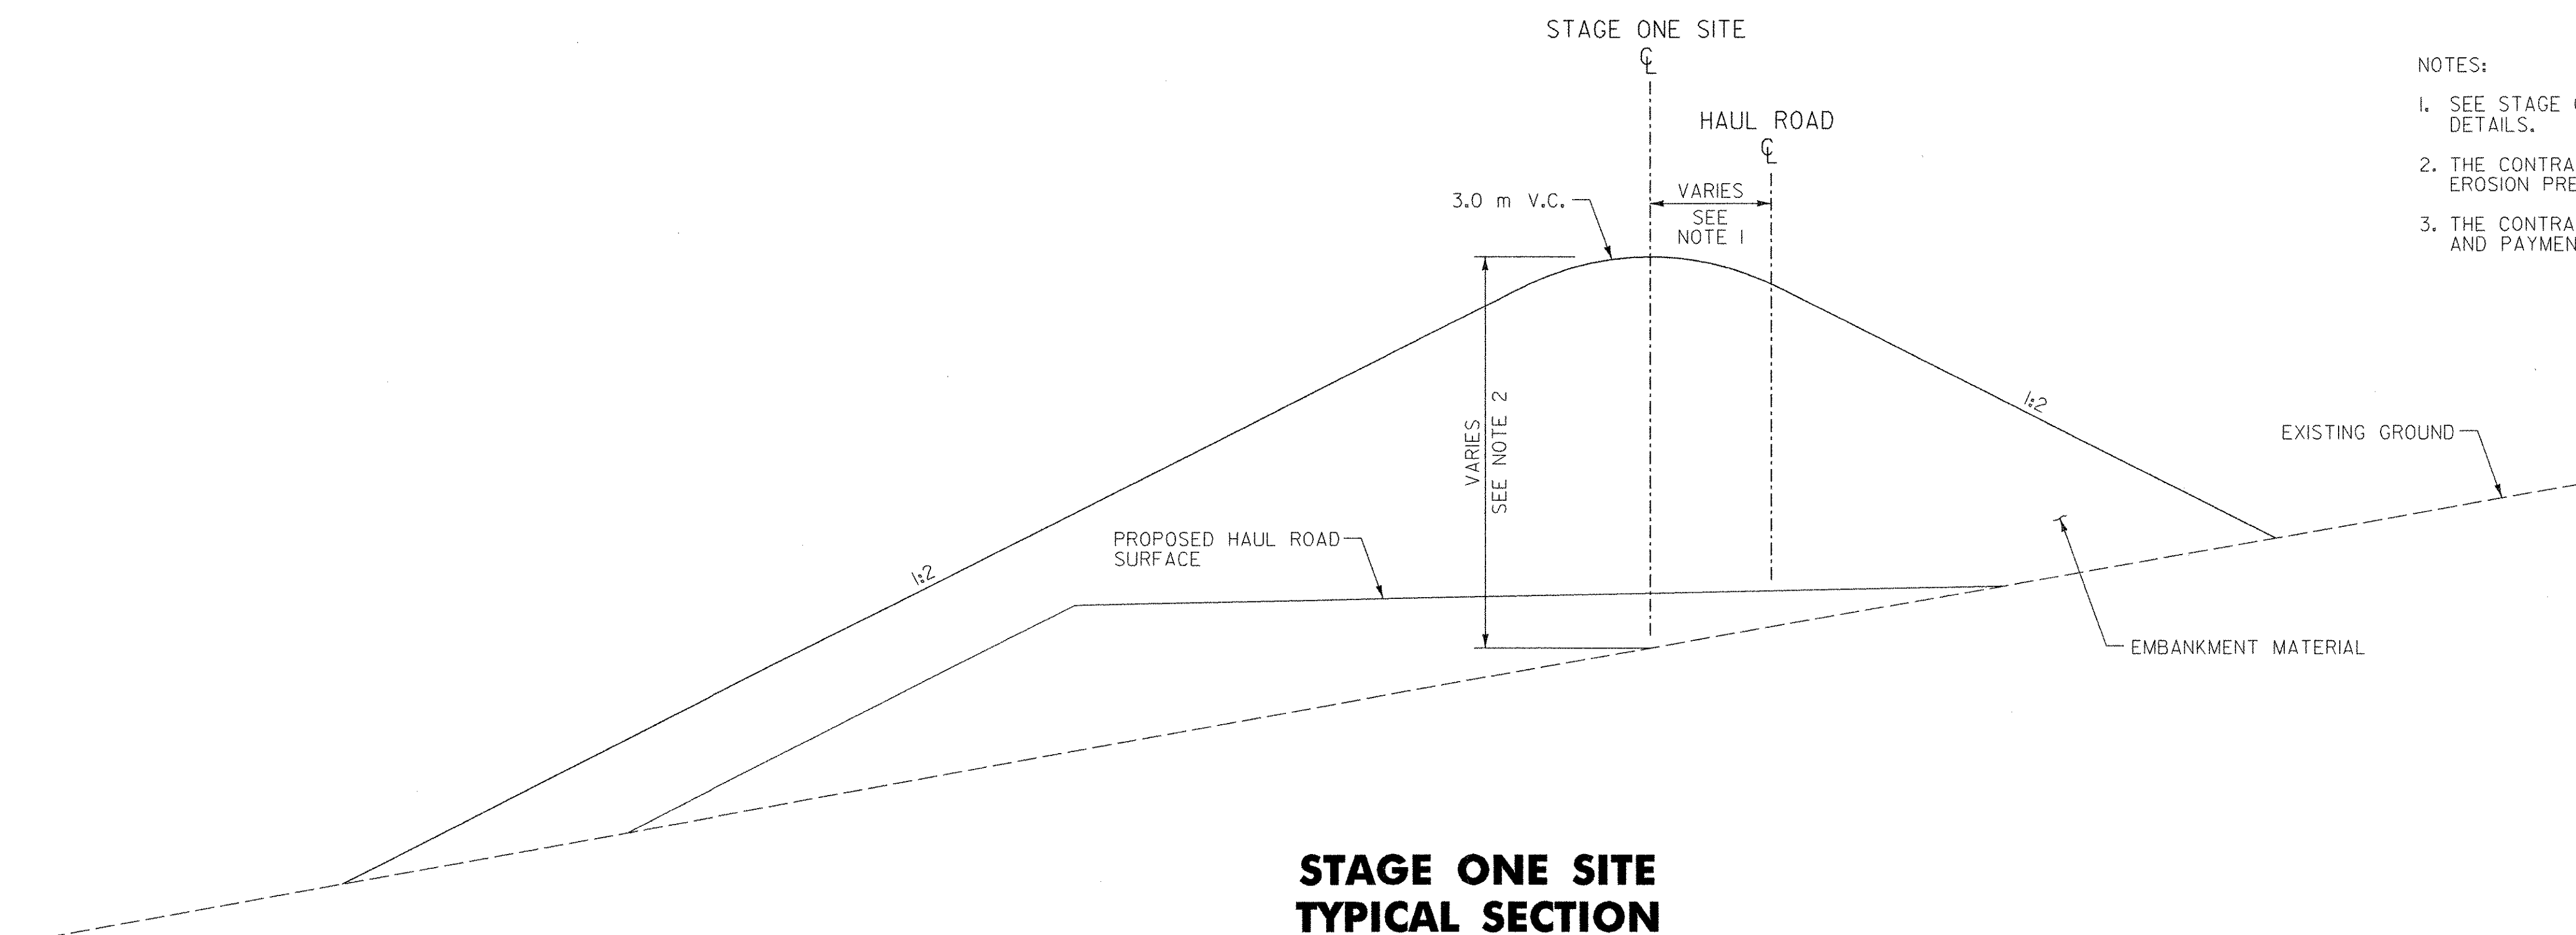 STAGE ONE SITE
℄
HAUL ROAD
℄
3.0 m V.C.
VARIES
SEE
NOTE 1
NOTES:
1. SEE STAGE
DETAILS.
2. THE CONTRA
EROSION PRE
3. THE CONTRA
AND PAYMEN
VARIES
SEE NOTE 2
1:2
EXISTING GROUND
PROPOSED HAUL ROAD
SURFACE
1:2
EMBANKMENT MATERIAL
STAGE ONE SITE
TYPICAL SECTION